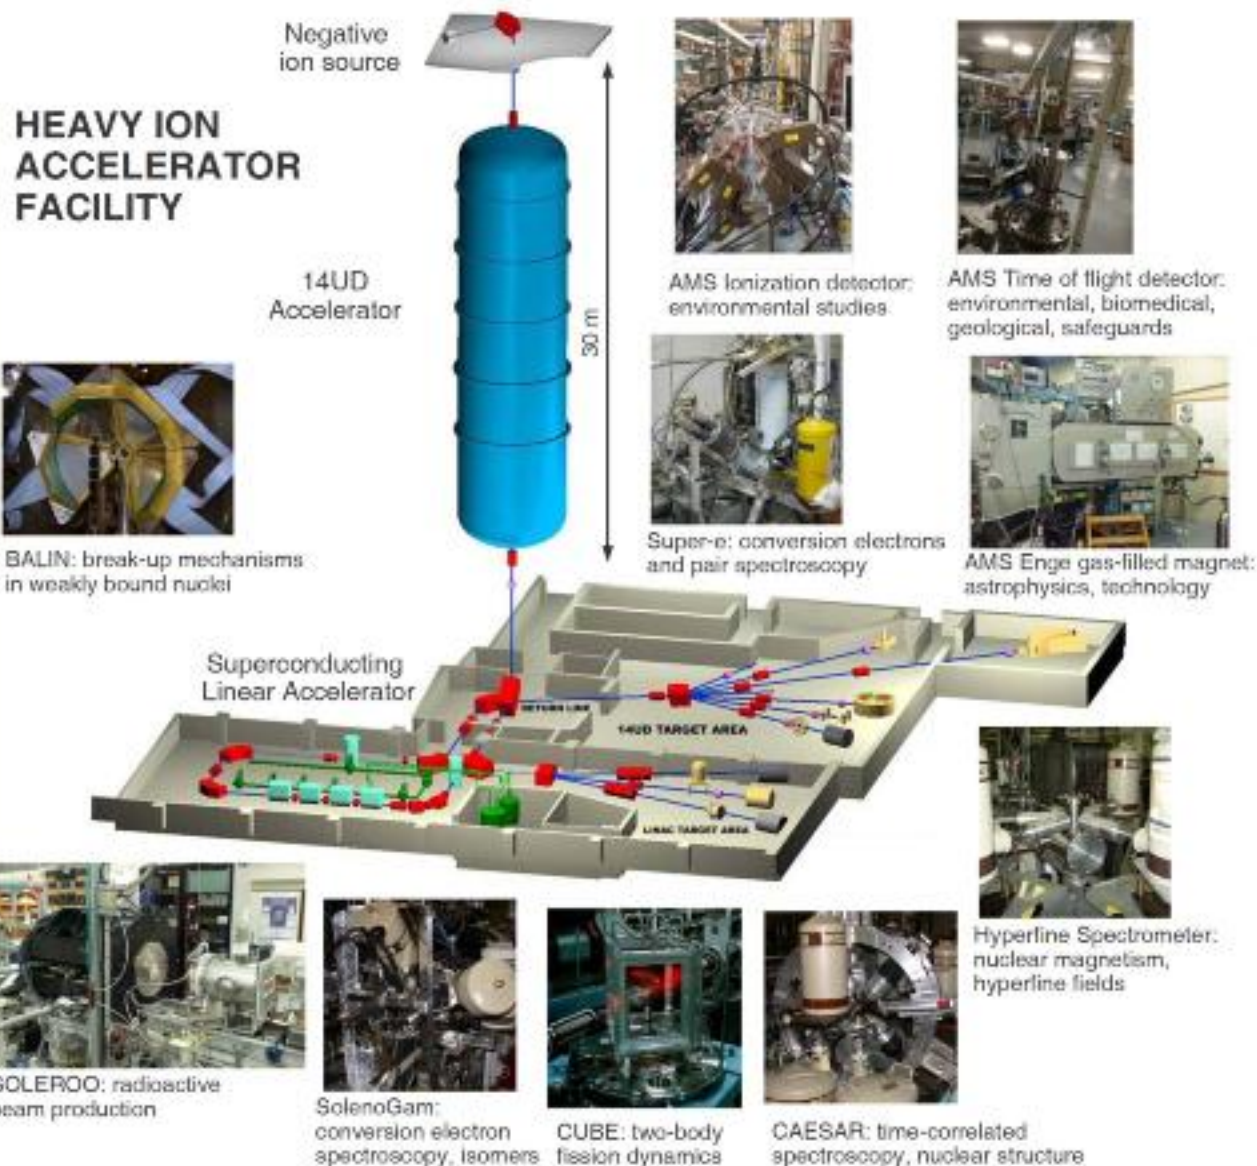 Negative
ion source
HEAVY ION
ACCELERATOR
FACILITY
14UD
Accelerator
30 m
AMS Ionization detector:
environmental studies
AMS Time of flight detector:
environmental, biomedical,
geological, safeguards
BALIN: break-up mechanisms
in weakly bound nuclei
Super-e: conversion electrons
and pair spectroscopy
AMS Enge gas-filled magnet:
astrophysics, technology
Superconducting
Linear Accelerator
RETURN LINE
14UD TARGET AREA
LINAC TARGET AREA
Hyperfine Spectrometer:
nuclear magnetism,
hyperfine fields
SOLEROO: radioactive
beam production
SolenoGam:
conversion electron
spectroscopy, isomers
CUBE: two-body
fission dynamics
CAESAR: time-correlated
spectroscopy, nuclear structure